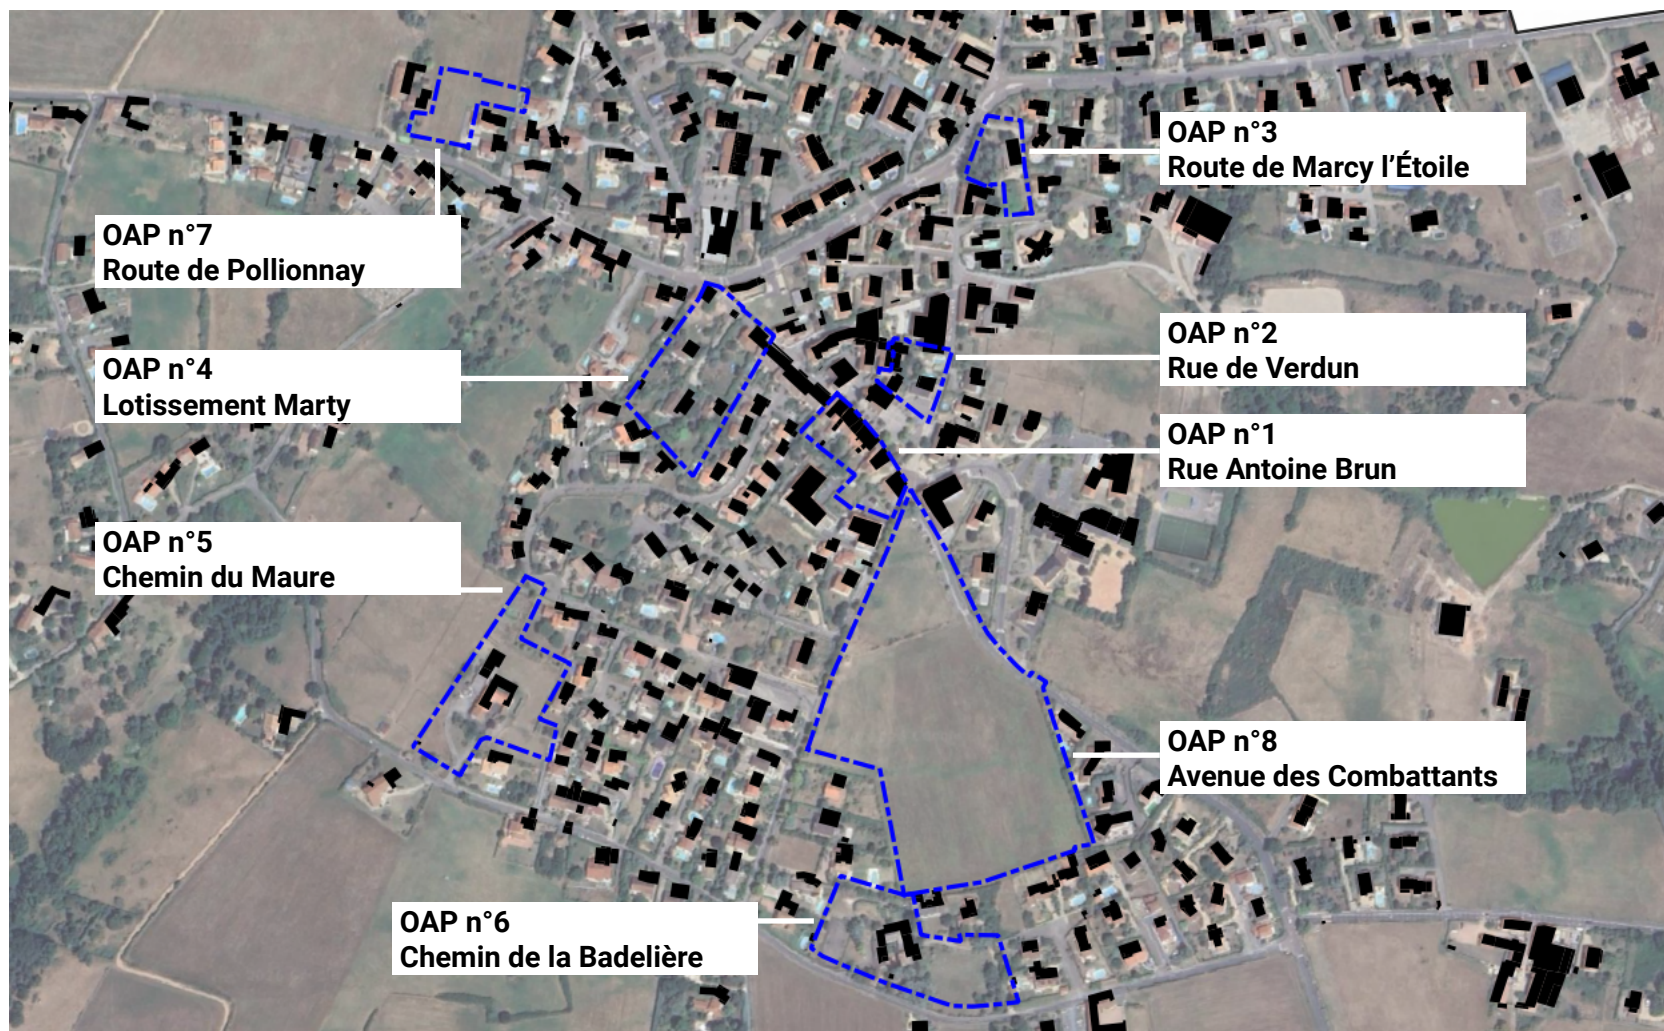 OAP n°3
Route de Marcy l’Étoile
OAP n°7
Route de Pollionnay
OAP n°2
Rue de Verdun
OAP n°4
Lotissement Marty
OAP n°1
Rue Antoine Brun
OAP n°5
Chemin du Maure
OAP n°8
Avenue des Combattants
OAP n°6
Chemin de la Badelière